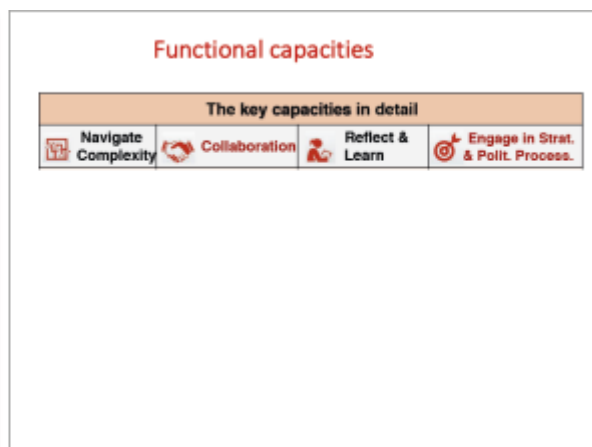 Functional capacities
The key capacities in detail
Navigate
Complexity
Collaboration
Reflect &
Learn
Engage in Strat.
& Polit. Process.